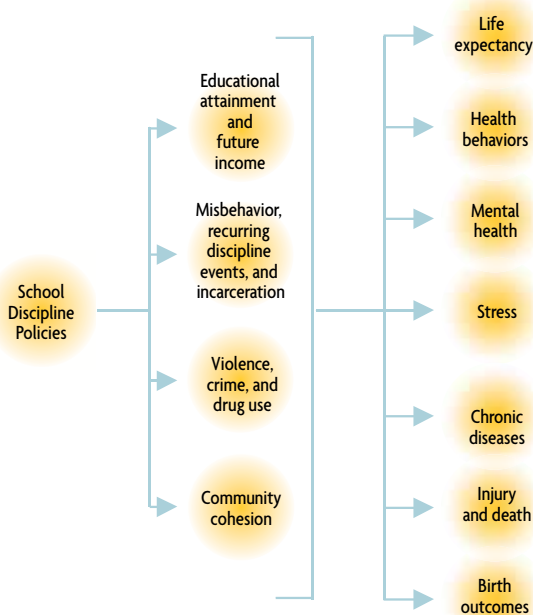 School
Discipline
Policies
Educational
attainment
and
future
income
Misbehavior,
recurring
discipline
events, and
incarceration
Violence,
crime, and
drug use
Community
cohesion
Life
expectancy
Health
behaviors
Mental
health
Stress
Chronic
diseases
Injury
and death
Birth
outcomes